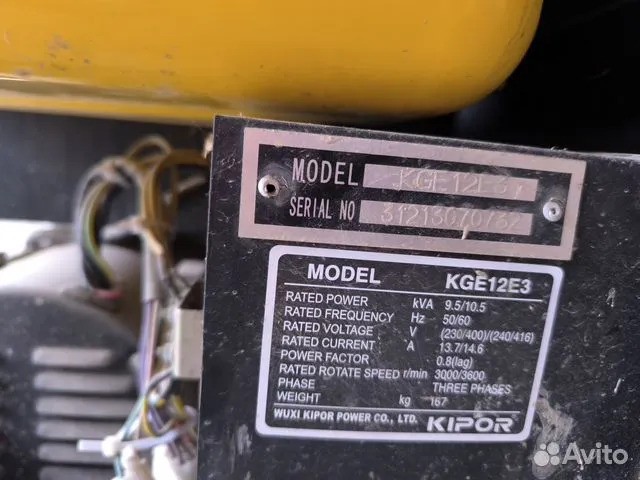 MODEL KGE12E3
SERIAL NO
MODEL KGE12E3
RATED POWER kVA 9.5/10.5
RATED FREQUENCY Hz 50/60
RATED VOLTAGE V (230/400)/(240/416)
RATED CURRENT A 13.7/14.6
POWER FACTOR 0.8(lag)
RATED ROTATE SPEED r/min 3000/3600
PHASE THREE PHASES
WEIGHT kg 167
WUXI KIPOR POWER CO., LTD. KIPOR
Avito